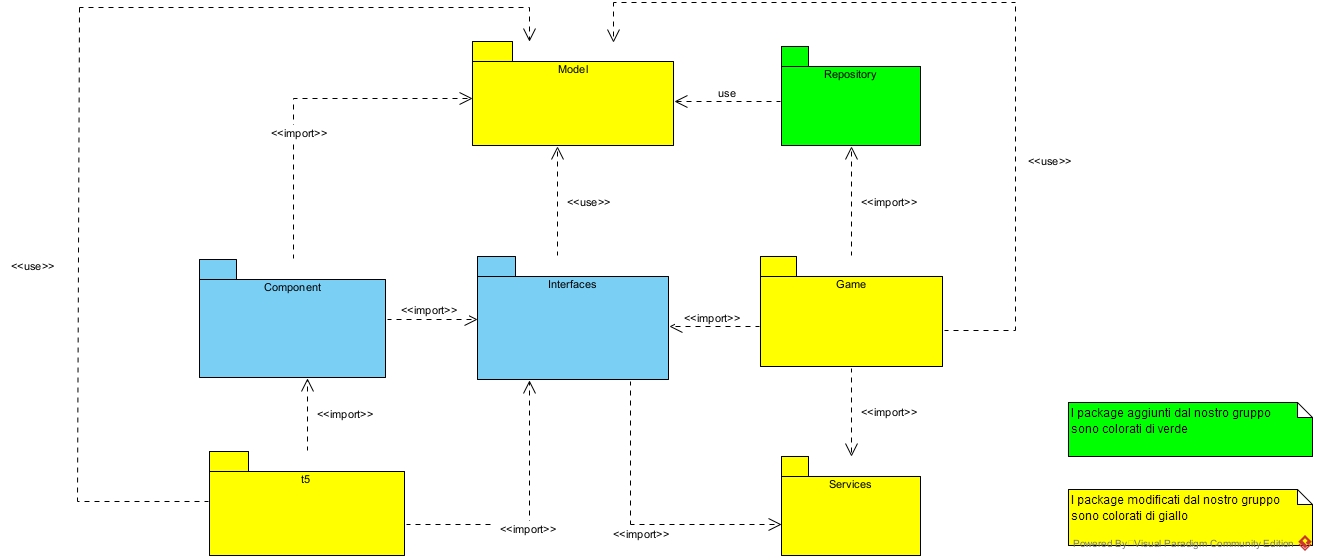 Model
Repository
use
<<import>>
<<use>>
<<use>>
<<import>>
<<use>>
Component
Interfaces
Game
<<import>>
<<import>>
<<import>>
<<import>>
I package aggiunti dal nostro gruppo
sono colorati di verde
t5
Services
I package modificati dal nostro gruppo
sono colorati di giallo
<<import>>
<<import>>
Powered By: Visual Paradigm Community Edition